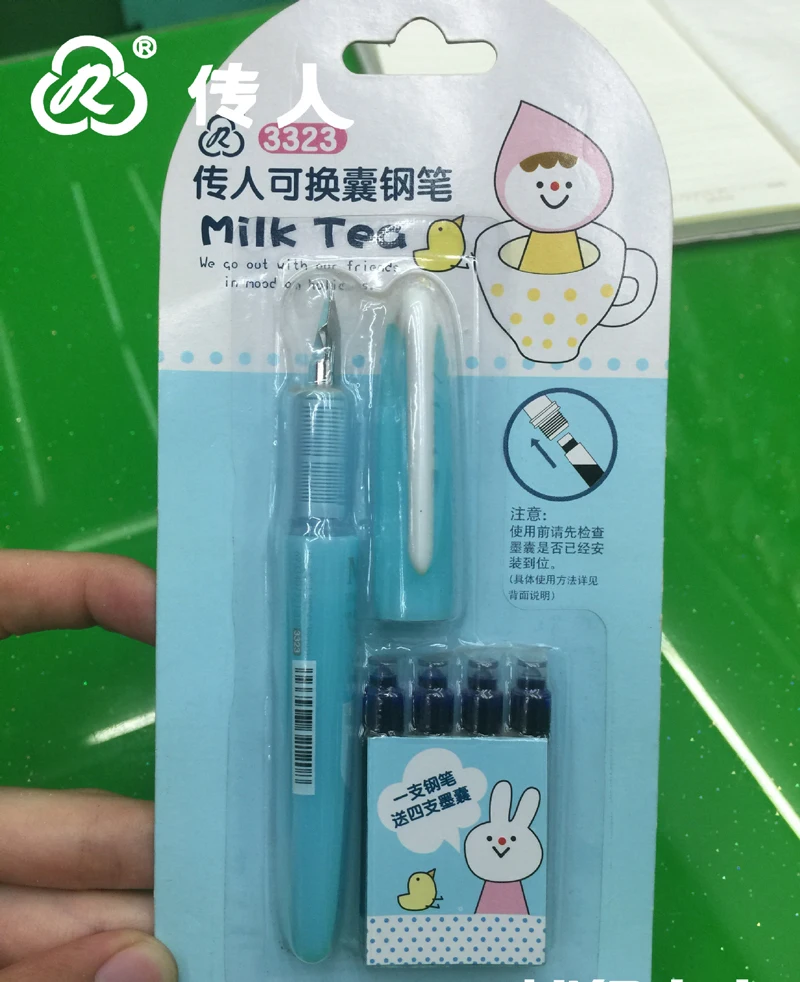 ® 传人
3323
传人可换囊钢笔
Milk Tea
We go out with our friends
in mood
注意:
使用前请先检查
墨囊是否已经安
装到位。
(具体使用方法详见
背面说明)
3323
一支钢笔
送四支墨囊